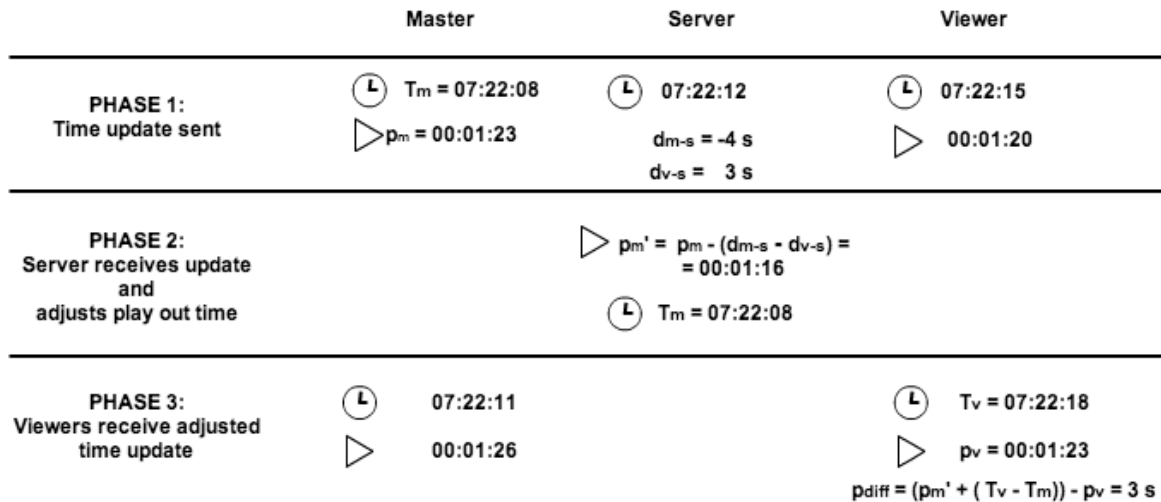 Master Server Viewer
PHASE 1:
Time update sent
Tm = 07:22:08
pm = 00:01:23
07:22:12
dm-s = -4 s
dv-s = 3 s
07:22:15
00:01:20
PHASE 2:
Server receives update
and
adjusts play out time
pm' = pm - (dm-s - dv-s) =
= 00:01:16
Tm = 07:22:08
PHASE 3:
Viewers receive adjusted
time update
07:22:11
00:01:26
Tv = 07:22:18
pv = 00:01:23
pdiff = (pm' + ( Tv - Tm)) - pv = 3 s